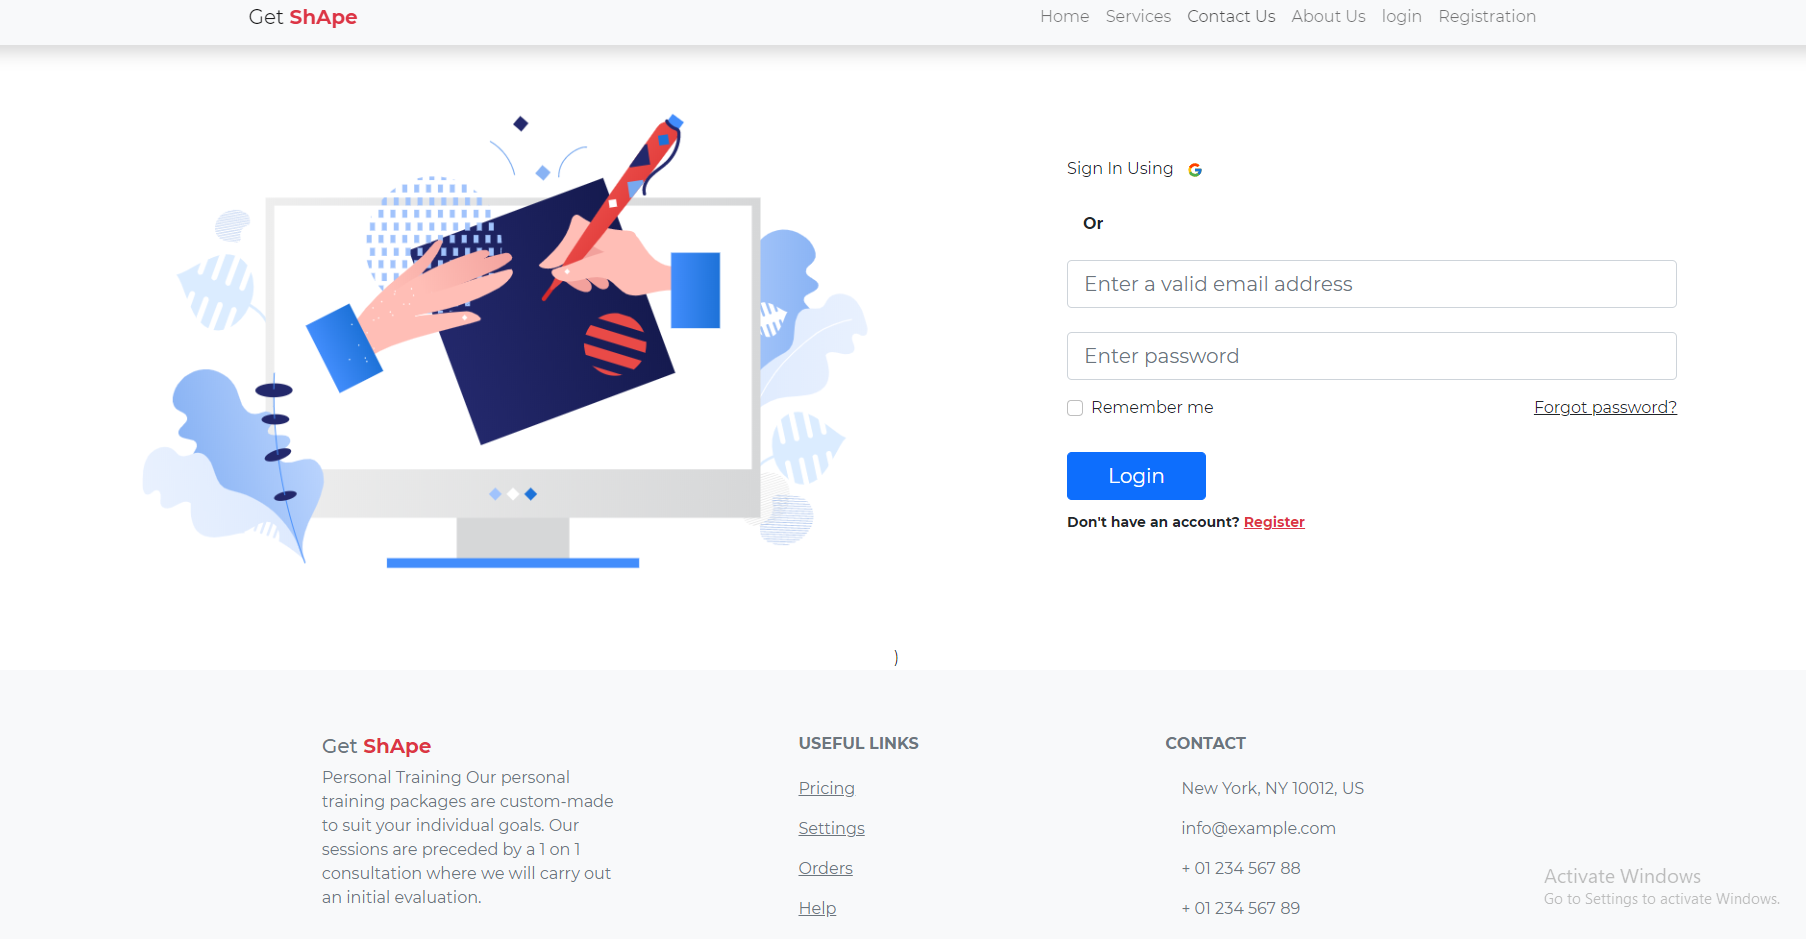 Get ShApe
Home Services Contact Us About Us login Registration
Sign In Using
Or
Enter a valid email address
Enter password
Remember me
Forgot password?
Login
Don't have an account? Register
)
Get ShApe
Personal Training Our personal
training packages are custom-made
to suit your individual goals. Our
sessions are preceded by a 1 on 1
consultation where we will carry out
an initial evaluation.
USEFUL LINKS
Pricing
Settings
Orders
Help
CONTACT
New York, NY 10012, US
info@example.com
+ 01 234 567 88
+ 01 234 567 89
Activate Windows
Go to Settings to activate Windows.